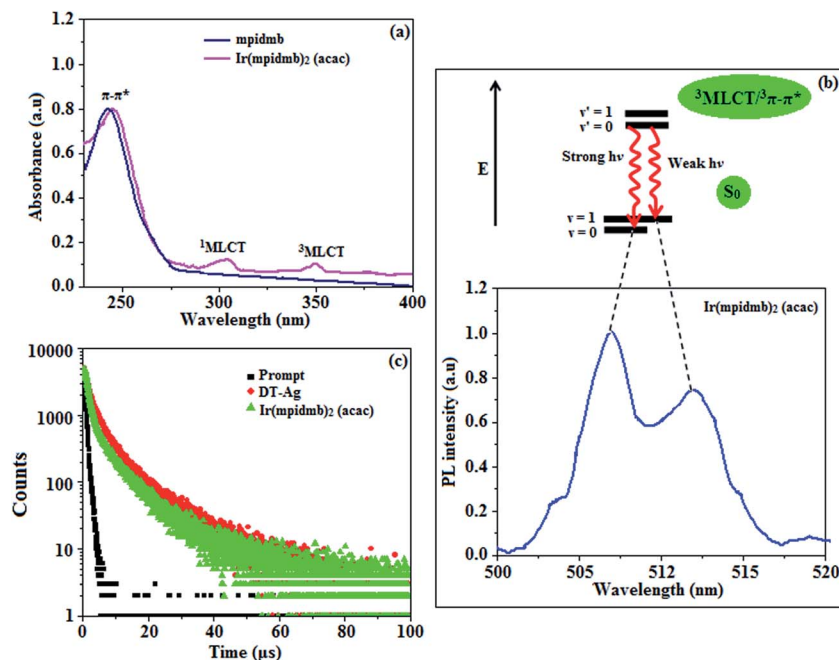 (a)
mpidmb
Ir(mpidmb)₂ (acac)
π-π*
¹MLCT
³MLCT
Absorbance (a.u)
1.2
1.0
0.8
0.6
0.4
0.2
0.0
250 300 350 400
Wavelength (nm)
(b)
³MLCT/³π-π*
v' = 1
v' = 0
E
Strong hν
Weak hν
S₀
v = 1
v = 0
Ir(mpidmb)₂ (acac)
PL intensity (a.u)
1.2
1.0
0.8
0.6
0.4
0.2
0.0
500 505 512 515 520
Wavelength (nm)
(c)
Prompt
DT-Ag
Ir(mpidmb)₂ (acac)
Counts
10000
1000
100
10
1
0 20 40 60 80 100
Time (µs)